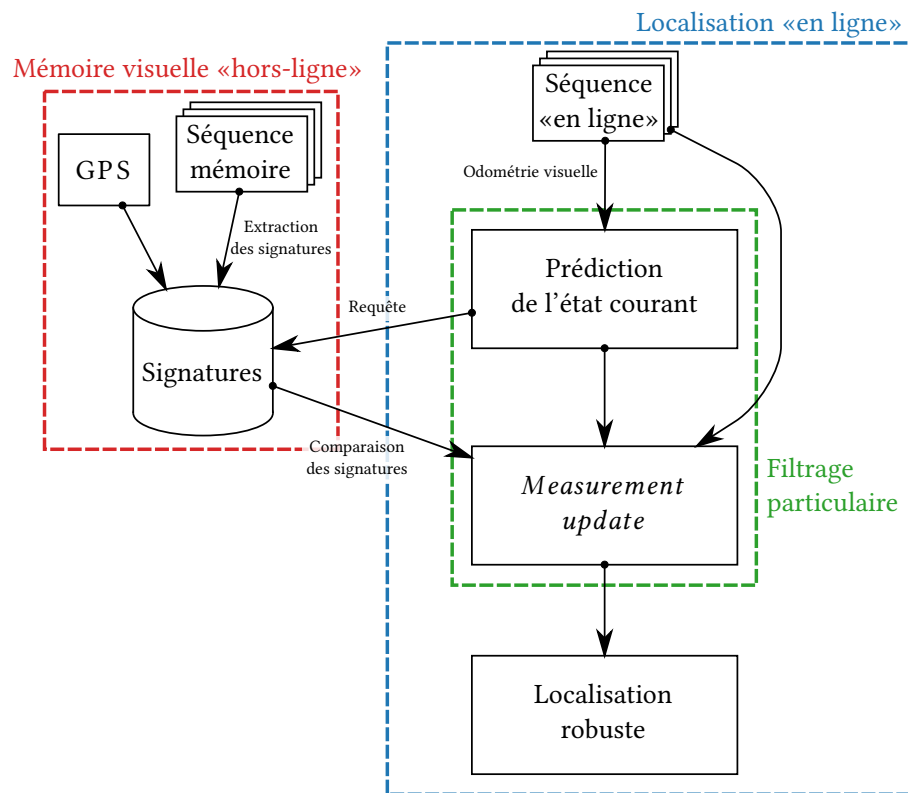 Localisation «en ligne»
Mémoire visuelle «hors-ligne»
Séquence
«en ligne»
GPS
Séquence
mémoire
Odométrie visuelle
Extraction
des signatures
Prédiction
de l'état courant
Requête
Signatures
Comparaison
des signatures
Measurement
update
Filtrage
particulaire
Localisation
robuste